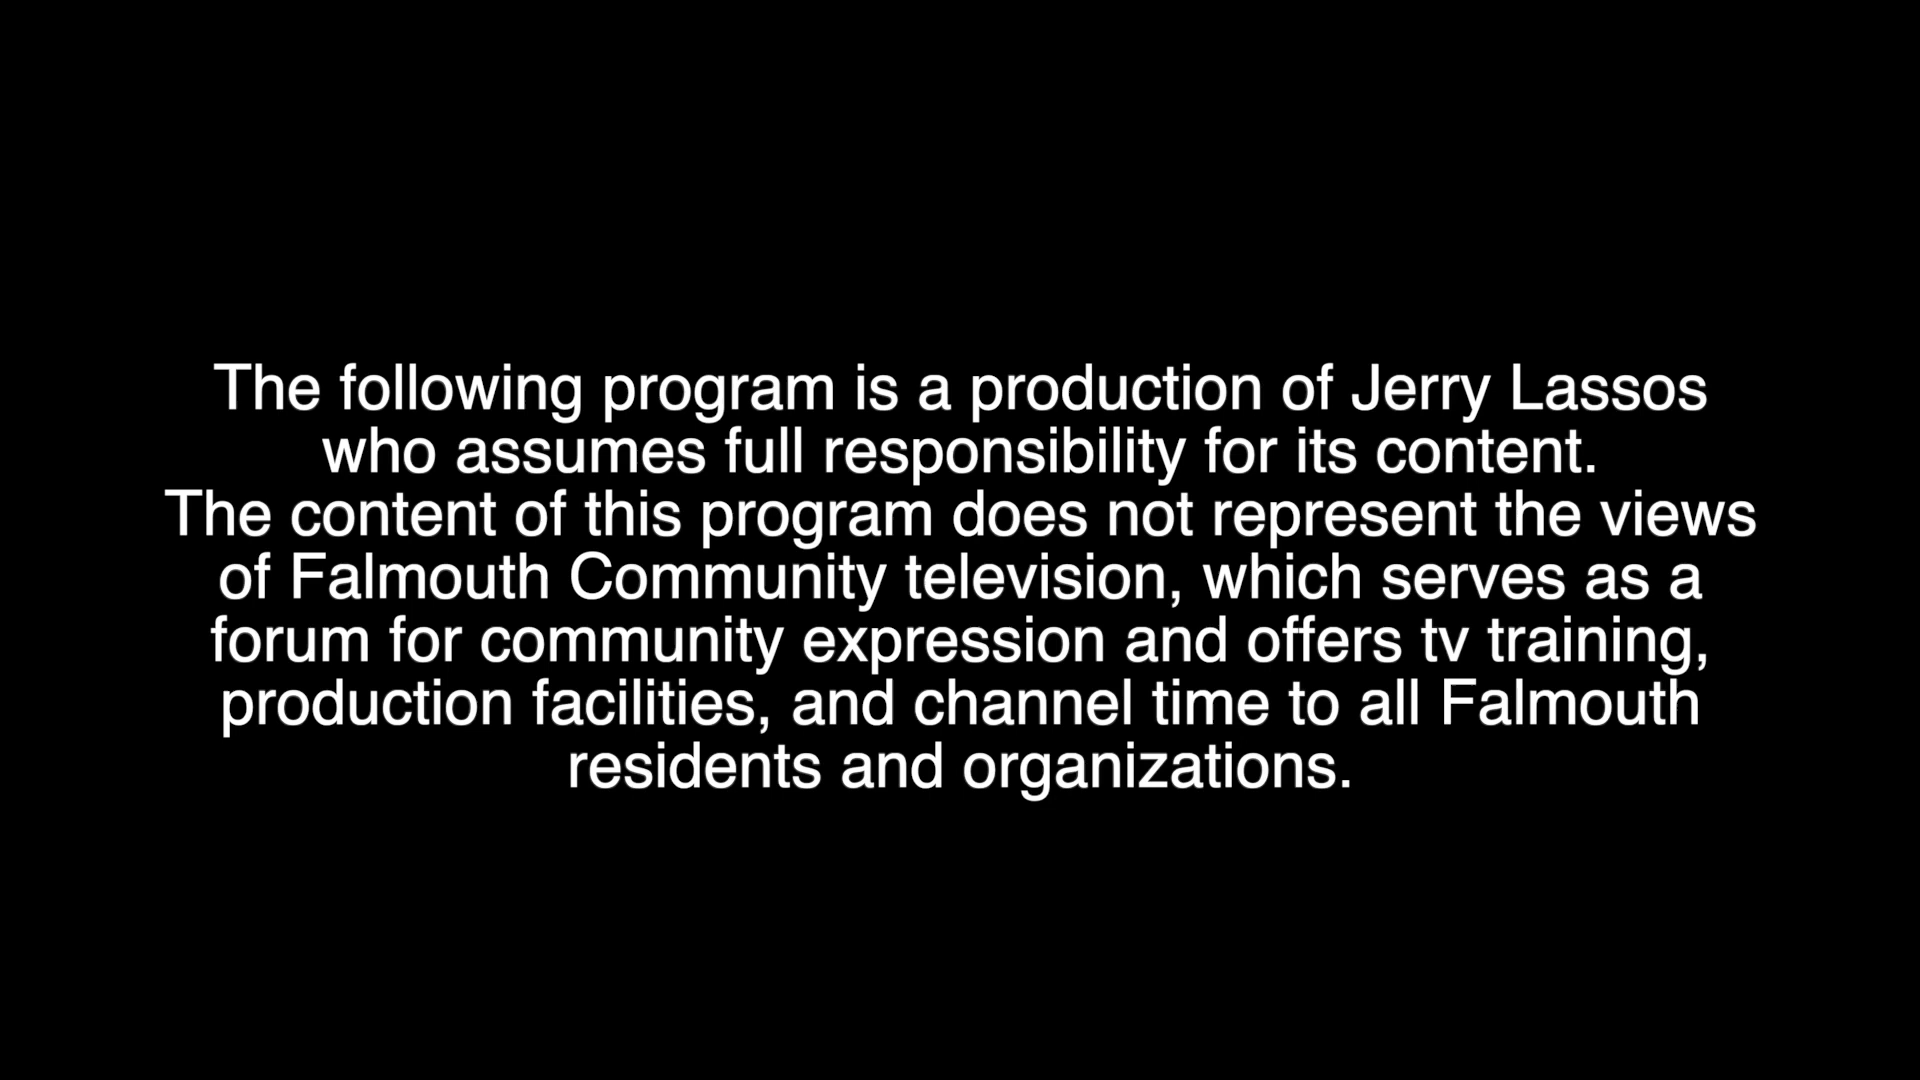 The following program is a production of Jerry Lassos
who assumes full responsibility for its content.
The content of this program does not represent the views
of Falmouth Community television, which serves as a
forum for community expression and offers tv training,
production facilities, and channel time to all Falmouth
residents and organizations.